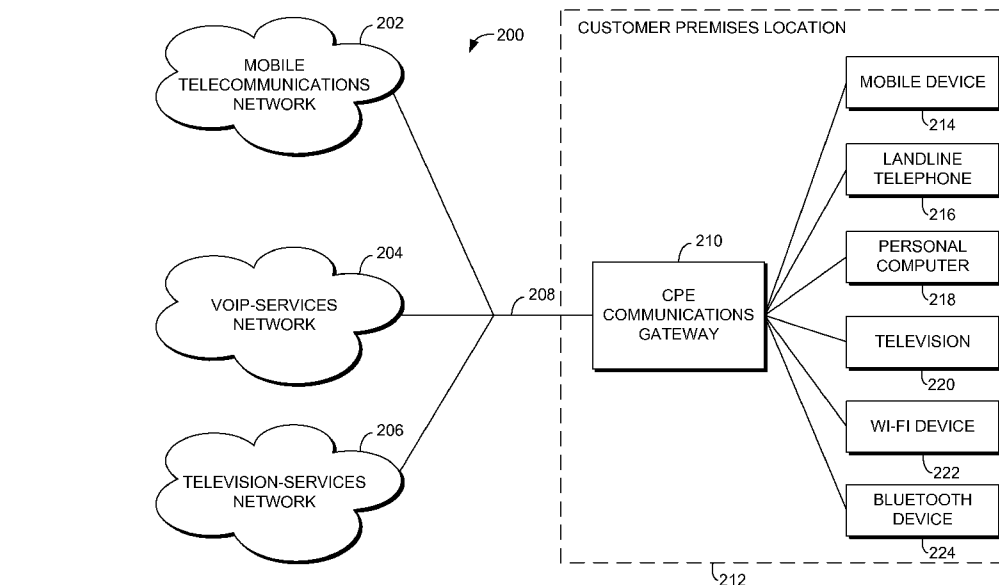 202
200
MOBILE
TELECOMMUNICATIONS
NETWORK
204
VOIP-SERVICES
NETWORK
206
TELEVISION-SERVICES
NETWORK
208
CUSTOMER PREMISES LOCATION
210
CPE
COMMUNICATIONS
GATEWAY
MOBILE DEVICE
214
LANDLINE
TELEPHONE
216
PERSONAL
COMPUTER
218
TELEVISION
220
WI-FI DEVICE
222
BLUETOOTH
DEVICE
224
212